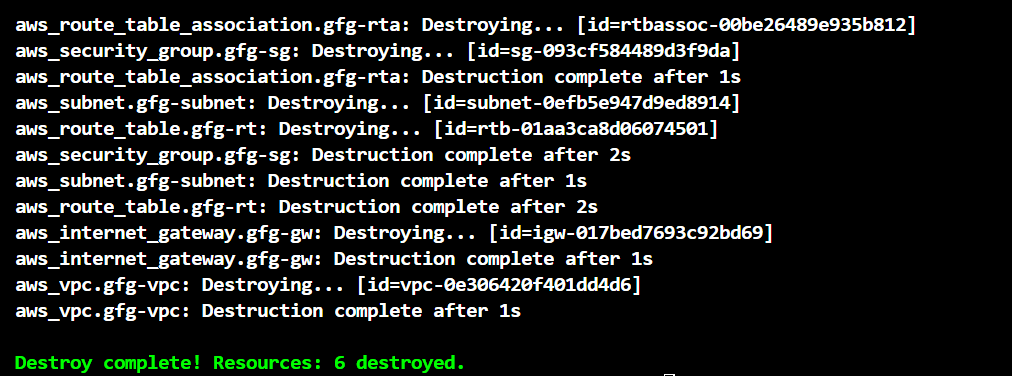 aws_route_table_association.gfg-rta: Destroying... [id=rtbassoc-00be26489e935b812]
aws_security_group.gfg-sg: Destroying... [id=sg-093cf584489d3f9da]
aws_route_table_association.gfg-rta: Destruction complete after 1s
aws_subnet.gfg-subnet: Destroying... [id=subnet-0efb5e947d9ed8914]
aws_route_table.gfg-rt: Destroying... [id=rtb-01aa3ca8d06074501]
aws_security_group.gfg-sg: Destruction complete after 2s
aws_subnet.gfg-subnet: Destruction complete after 1s
aws_route_table.gfg-rt: Destruction complete after 2s
aws_internet_gateway.gfg-gw: Destroying... [id=igw-017bed7693c92bd69]
aws_internet_gateway.gfg-gw: Destruction complete after 1s
aws_vpc.gfg-vpc: Destroying... [id=vpc-0e306420f401dd4d6]
aws_vpc.gfg-vpc: Destruction complete after 1s
Destroy complete! Resources: 6 destroyed.